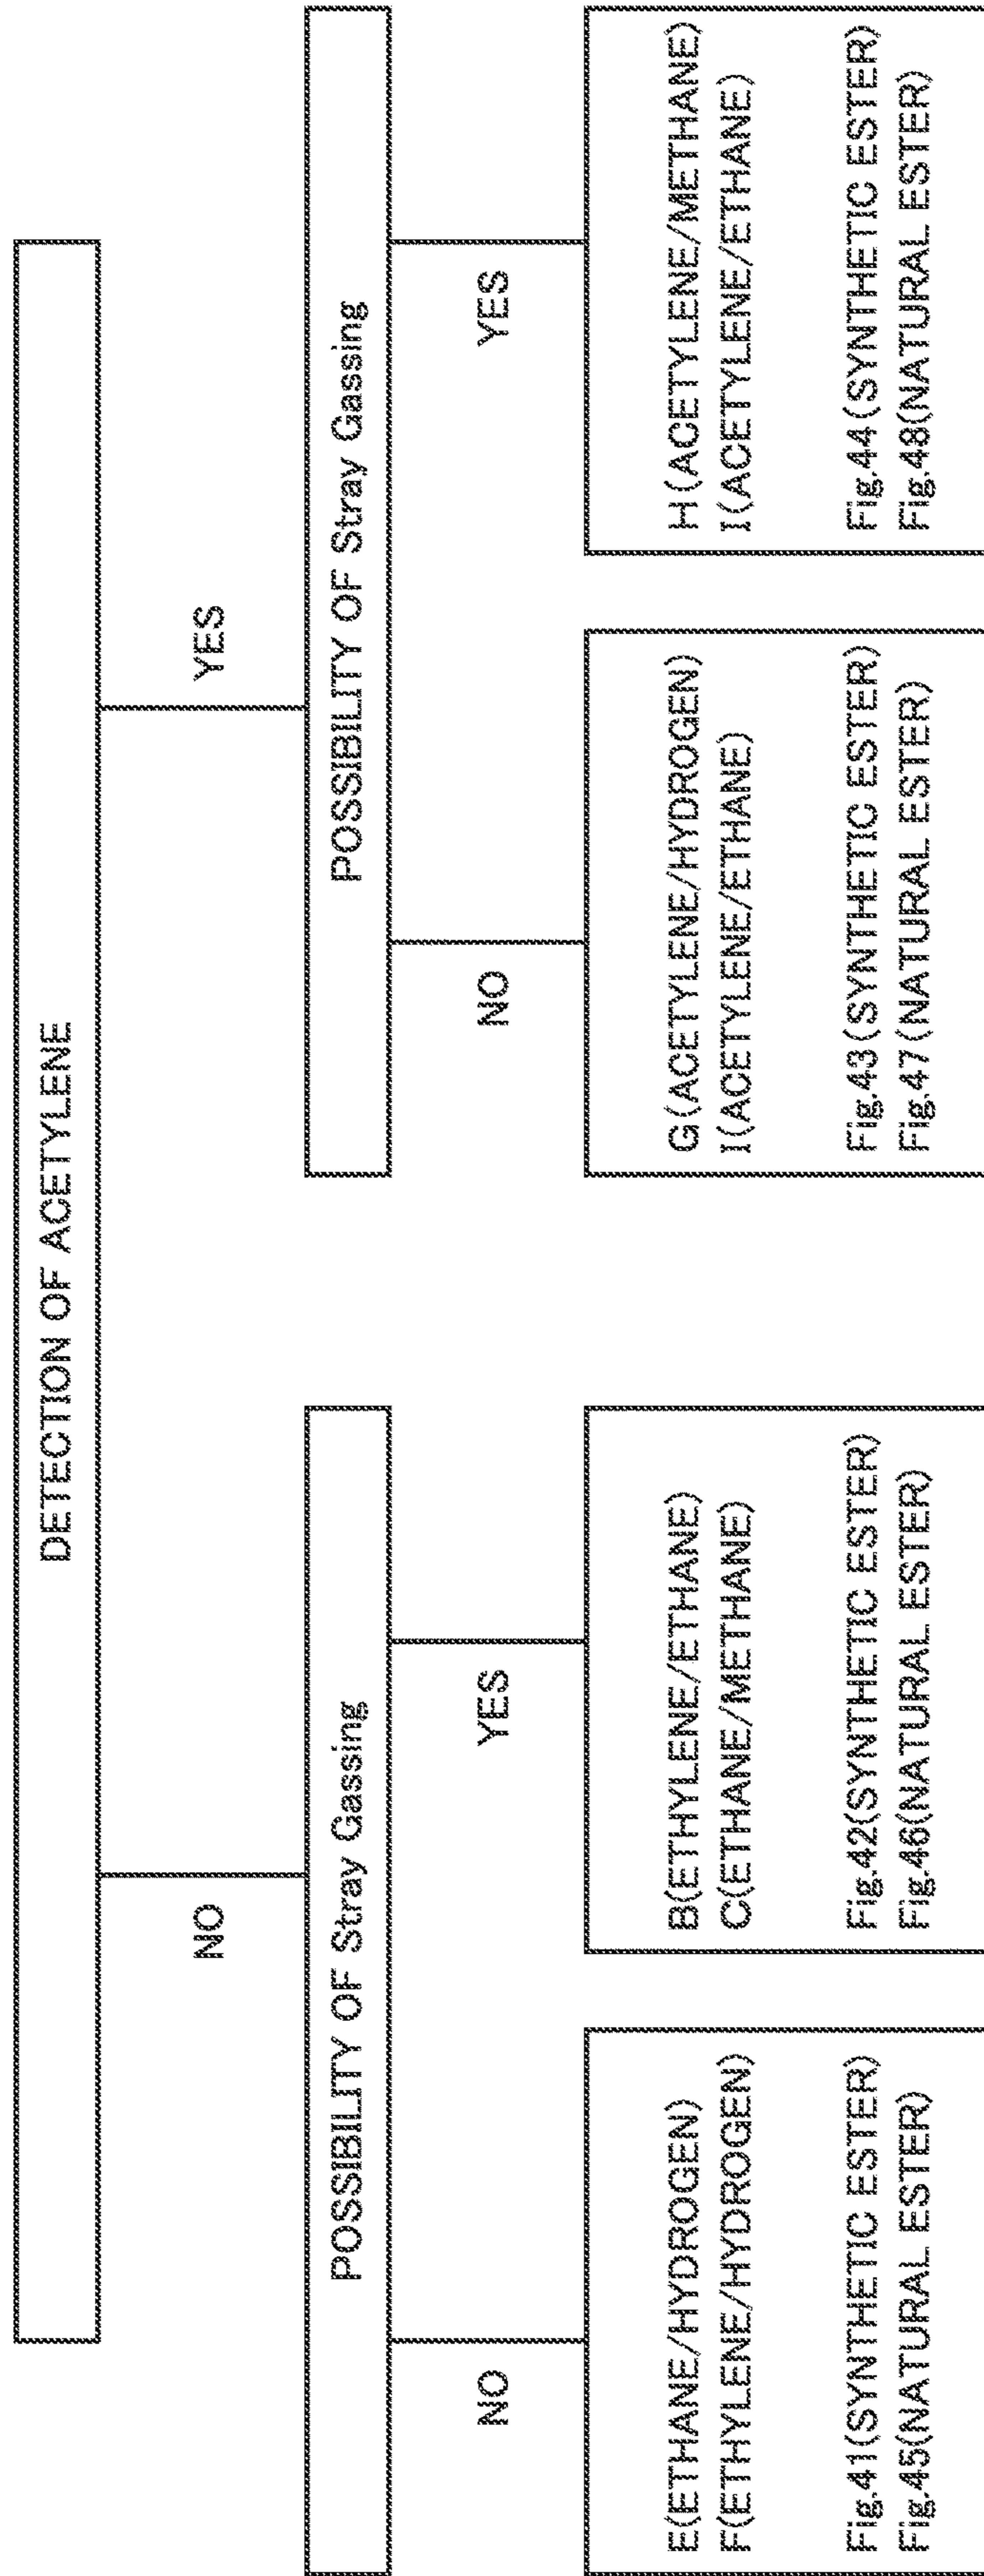 DETECTION OF ACETYLENE
NO
YES
POSSIBILITY OF Stray Gassing
POSSIBILITY OF Stray Gassing
NO
YES
NO
YES
E(ETHANE/HYDROGEN)
F(ETHYLENE/HYDROGEN)
Fig.41(SYNTHETIC ESTER)
Fig.45(NATURAL ESTER)
B(ETHYLENE/ETHANE)
C(ETHANE/METHANE)
Fig.42(SYNTHETIC ESTER)
Fig.46(NATURAL ESTER)
G(ACETYLENE/HYDROGEN)
I(ACETYLENE/ETHANE)
Fig.43(SYNTHETIC ESTER)
Fig.47(NATURAL ESTER)
H(ACETYLENE/METHANE)
I(ACETYLENE/ETHANE)
Fig.44(SYNTHETIC ESTER)
Fig.48(NATURAL ESTER)